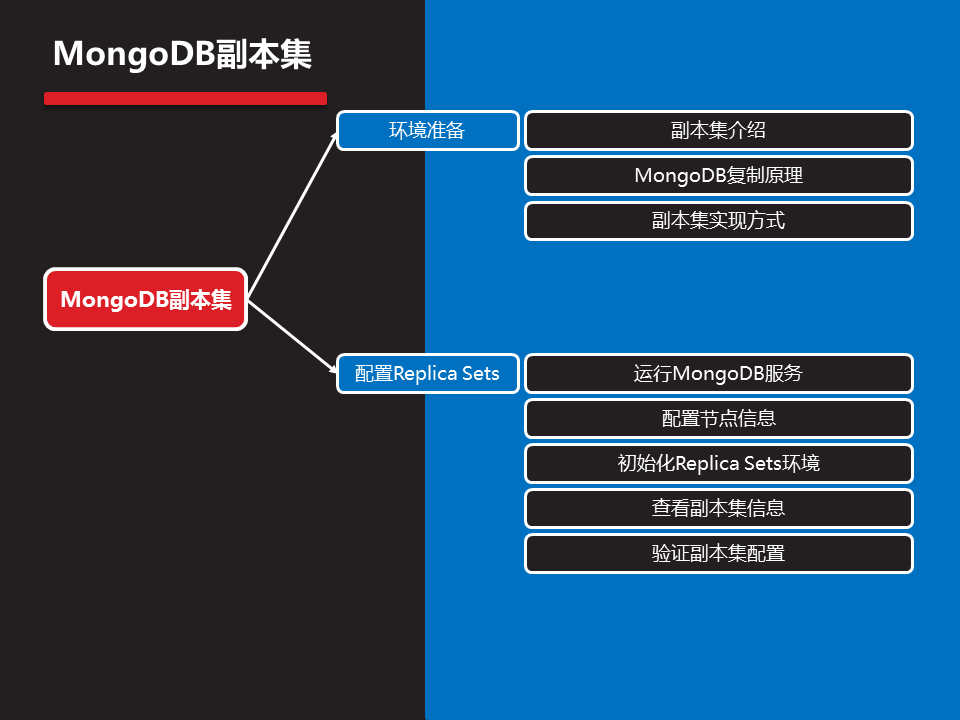 MongoDB副本集
环境准备
副本集介绍
MongoDB复制原理
副本集实现方式
MongoDB副本集
配置Replica Sets
运行MongoDB服务
配置节点信息
初始化Replica Sets环境
查看副本集信息
验证副本集配置